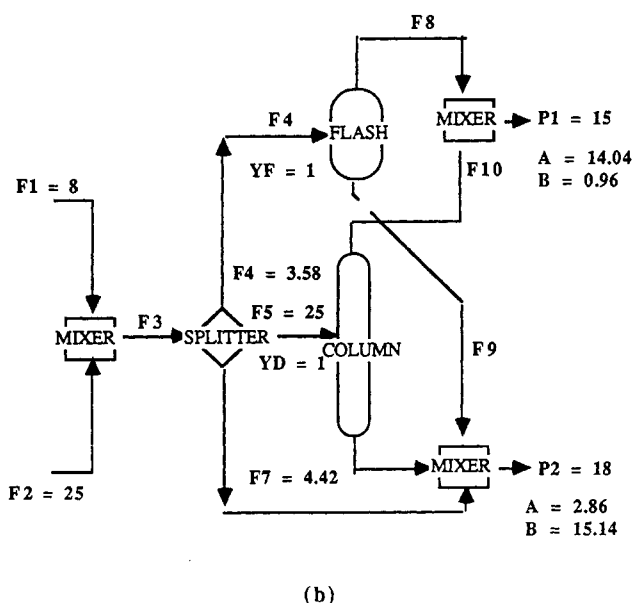 F8
F4
FLASH
MIXER
P1 = 15
YF = 1
F10
A = 14.04
B = 0.96
F1 = 8
F4 = 3.58
F5 = 25
MIXER
F3
SPLITTER
COLUMN
YD = 1
F9
F2 = 25
F7 = 4.42
MIXER
P2 = 18
A = 2.86
B = 15.14
(b)